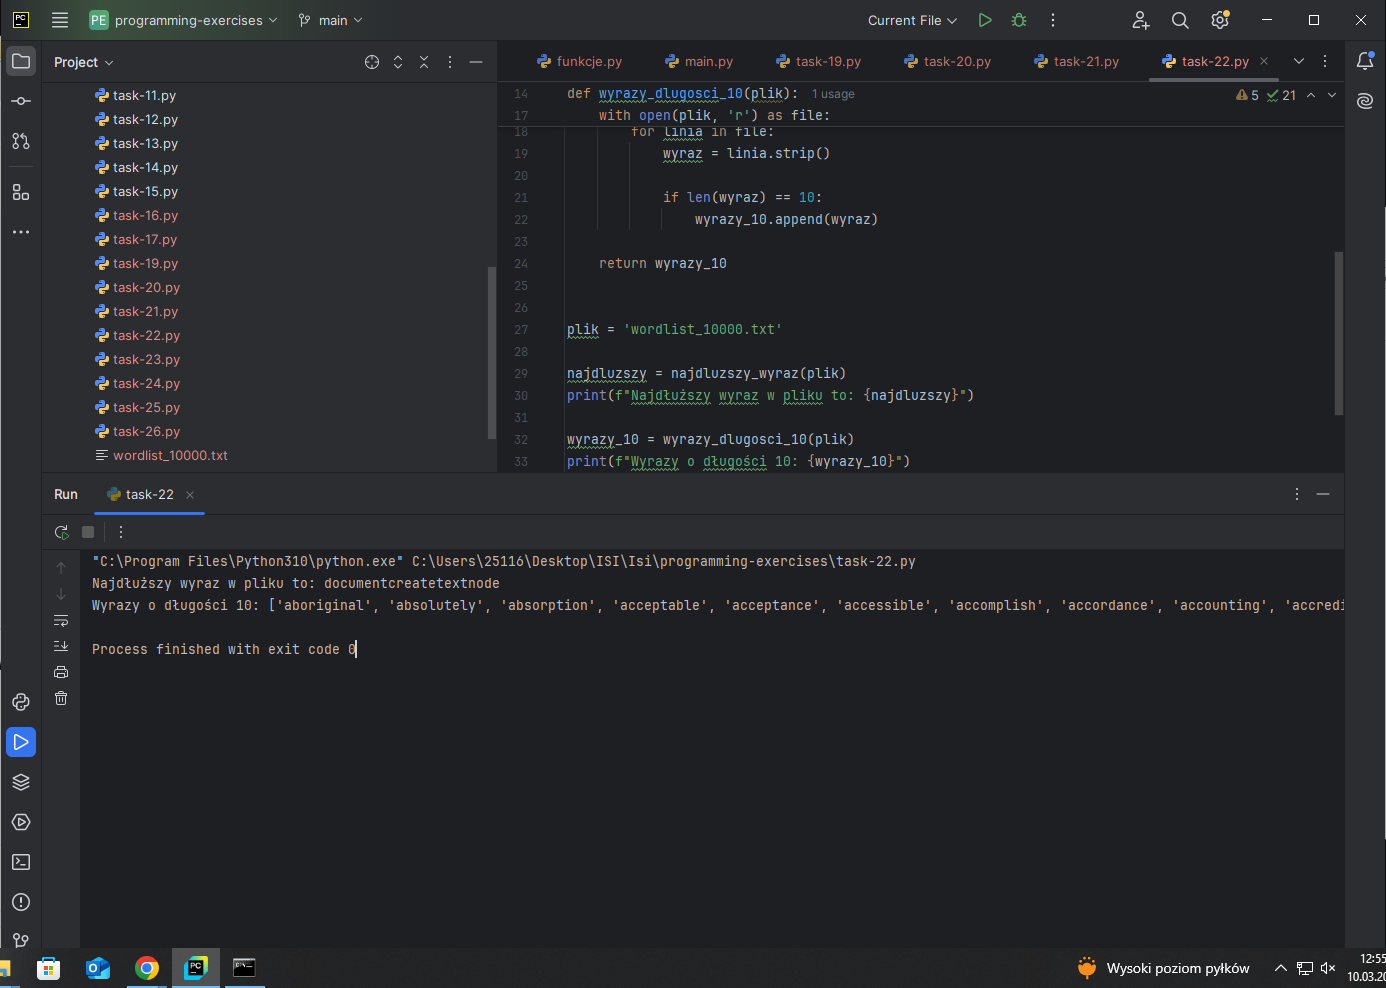 PC PE programming-exercises main Current File
Project
funkcje.py main.py task-19.py task-20.py task-21.py task-22.py
task-11.py
task-12.py
task-13.py
task-14.py
task-15.py
task-16.py
task-17.py
task-19.py
task-20.py
task-21.py
task-22.py
task-23.py
task-24.py
task-25.py
task-26.py
wordlist_10000.txt
14 def wyrazy_dlugosci_10(plik): 1 usage
5 21
17 with open(plik, 'r') as file:
18 for linia in file:
19 wyraz = linia.strip()
20
21 if len(wyraz) == 10:
22 wyrazy_10.append(wyraz)
23
24 return wyrazy_10
25
26
27 plik = 'wordlist_10000.txt'
28
29 najdluzszy = najdluzszy_wyraz(plik)
30 print(f"Najdłuższy wyraz w pliku to: {najdluzszy}")
31
32 wyrazy_10 = wyrazy_dlugosci_10(plik)
33 print(f"Wyrazy o długości 10: {wyrazy_10}")
Run task-22
"C:\Program Files\Python310\python.exe" C:\Users\25116\Desktop\ISI\Isi\programming-exercises\task-22.py
Najdłuższy wyraz w pliku to: documentcreatetextnode
Wyrazy o długości 10: ['aboriginal', 'absolutely', 'absorption', 'acceptable', 'acceptance', 'accessible', 'accomplish', 'accordance', 'accounting', 'accredi
Process finished with exit code 0
PC
Wysoki poziom pyłków
12:55
10.03.20